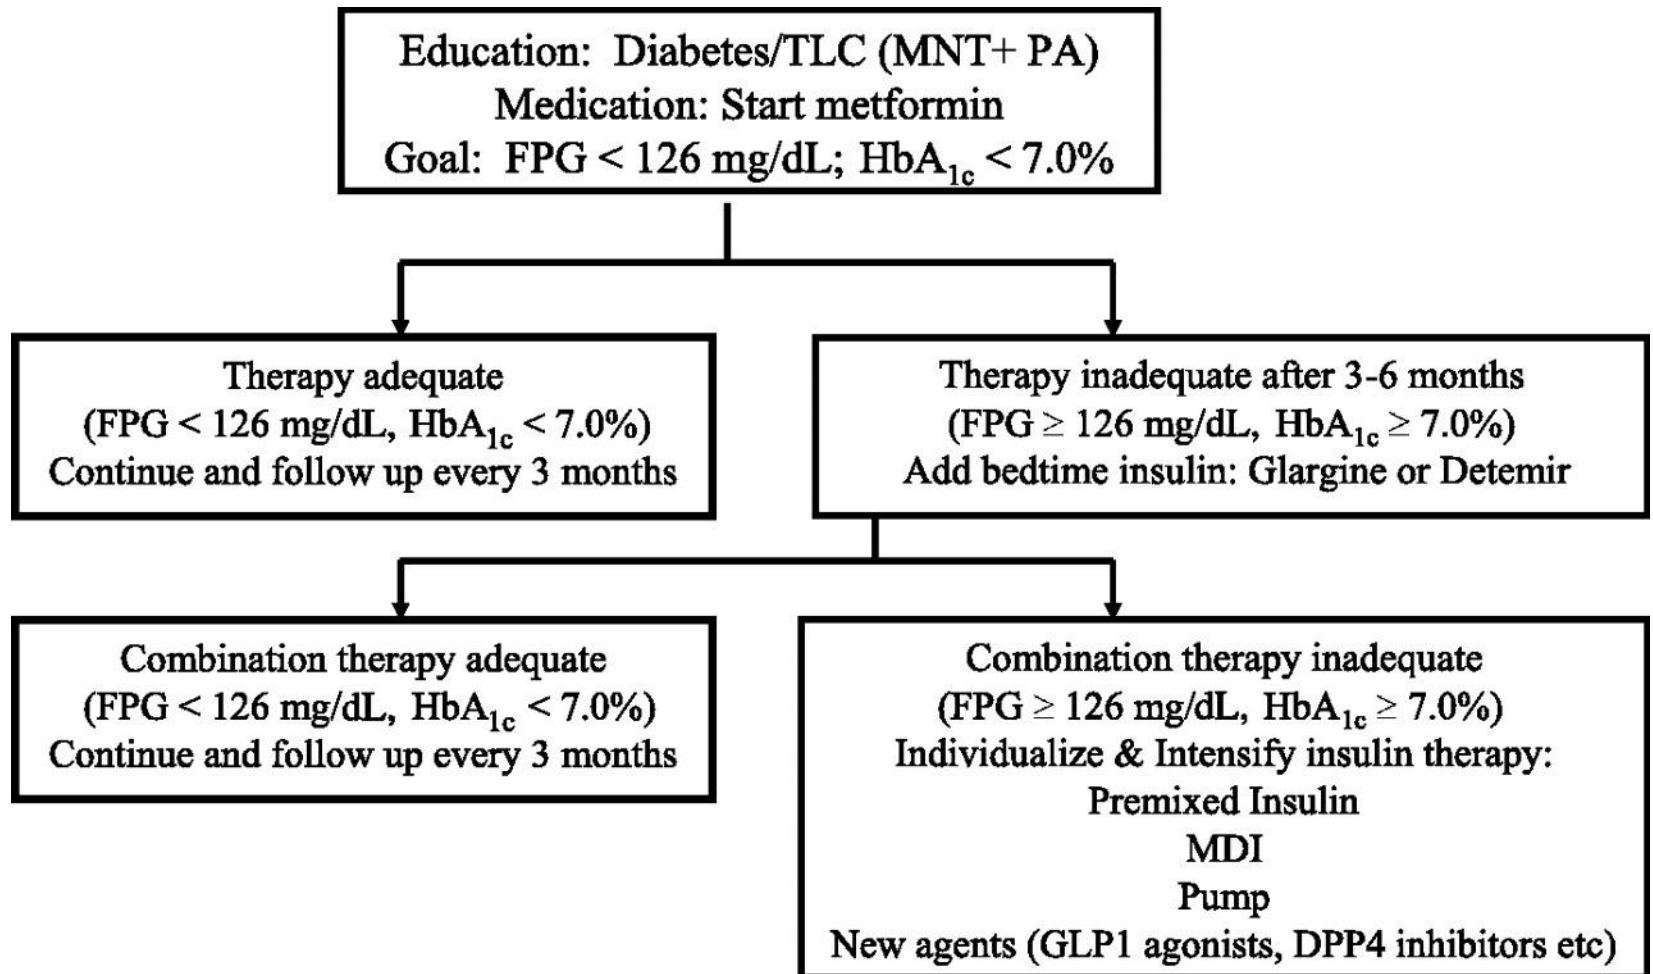 Education: Diabetes/TLC (MNT+ PA)
Medication: Start metformin
Goal: FPG < 126 mg/dL; HbA1c < 7.0%
Therapy adequate
(FPG < 126 mg/dL, HbA1c < 7.0%)
Continue and follow up every 3 months
Therapy inadequate after 3-6 months
(FPG ≥ 126 mg/dL, HbA1c ≥ 7.0%)
Add bedtime insulin: Glargine or Detemir
Combination therapy adequate
(FPG < 126 mg/dL, HbA1c < 7.0%)
Continue and follow up every 3 months
Combination therapy inadequate
(FPG ≥ 126 mg/dL, HbA1c ≥ 7.0%)
Individualize & Intensify insulin therapy:
Premixed Insulin
MDI
Pump
New agents (GLP1 agonists, DPP4 inhibitors etc)